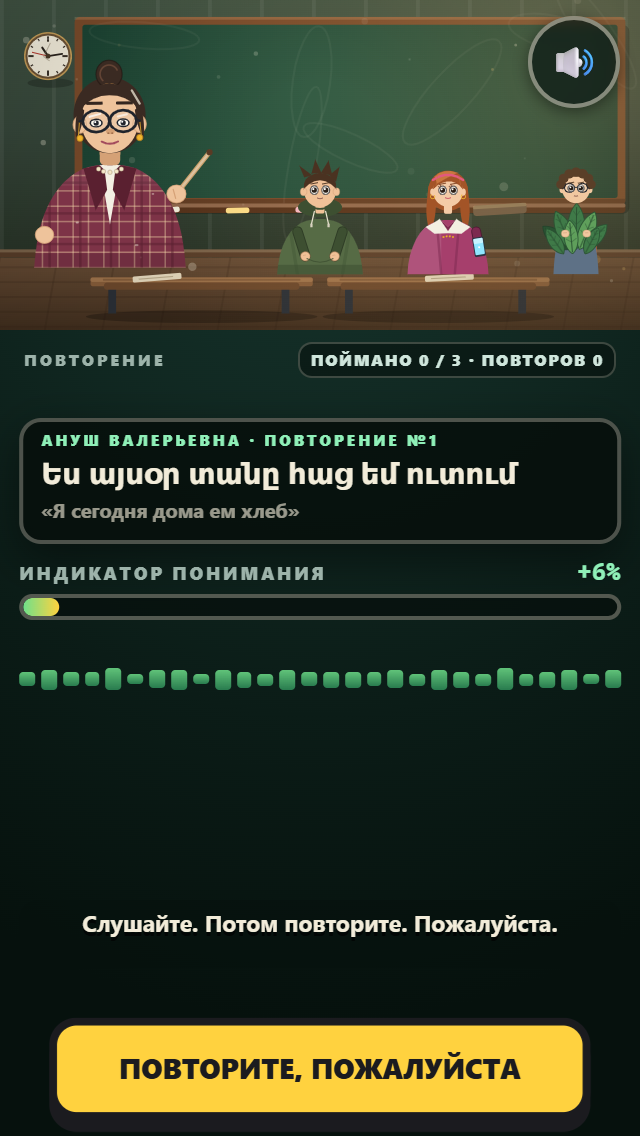 ПОВТОРЕНИЕ
ПОЙМАНО 0 / 3 · ПОВТОРОВ 0
АНУШ ВАЛЕРЬЕВНА · ПОВТОРЕНИЕ №1
Ես այսօր տանը հաց եմ ուտում
«Я сегодня дома ем хлеб»
ИНДИКАТОР ПОНИМАНИЯ
+6%
Слушайте. Потом повторите. Пожалуйста.
ПОВТОРИТЕ, ПОЖАЛУЙСТА